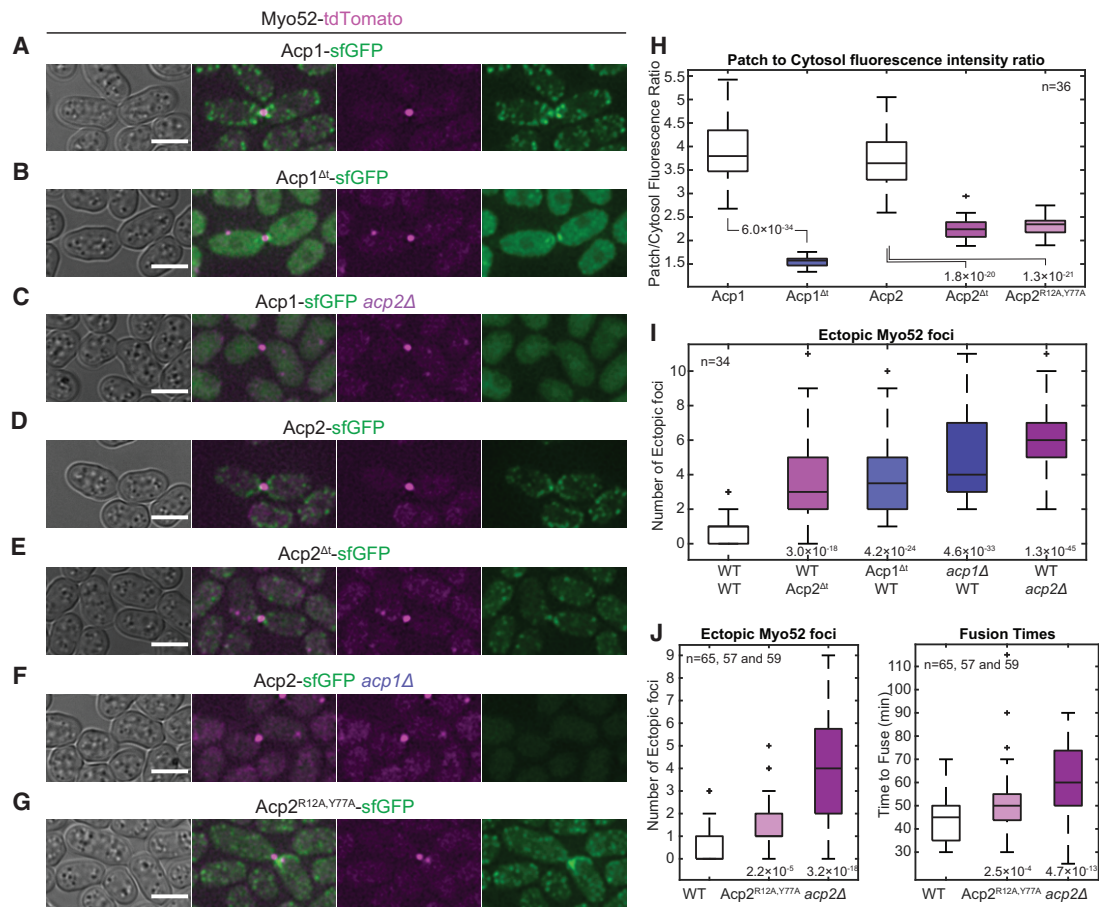 Myo52-tdTomato
A
Acp1-sfGFP
B
Acp1Δt-sfGFP
C
Acp1-sfGFP acp2Δ
D
Acp2-sfGFP
E
Acp2Δt-sfGFP
F
Acp2-sfGFP acp1Δ
G
Acp2R12A,Y77A-sfGFP
H
Patch to Cytosol fluorescence intensity ratio
Patch/Cytosol Fluorescence Ratio
5.5
5
4.5
4
3.5
3
2.5
2
1.5
n=36
6.0×10-34
1.8×10-20
1.3×10-21
Acp1
Acp1Δt
Acp2
Acp2Δt
Acp2R12A,Y77A
I
Ectopic Myo52 foci
Number of Ectopic foci
10
8
6
4
2
0
n=34
3.0×10-18
4.2×10-24
4.6×10-33
1.3×10-45
WT WT Acp1Δt acp1Δ WT
WT Acp2Δt WT WT acp2Δ
J
Ectopic Myo52 foci
Number of Ectopic foci
9
8
7
6
5
4
3
2
1
0
n=65, 57 and 59
2.2×10-5
3.2×10-18
WT
Acp2R12A,Y77A
acp2Δ
Fusion Times
Time to Fuse (min)
110
100
90
80
70
60
50
40
30
n=65, 57 and 59
2.5×10-4
4.7×10-13
WT
Acp2R12A,Y77A
acp2Δ